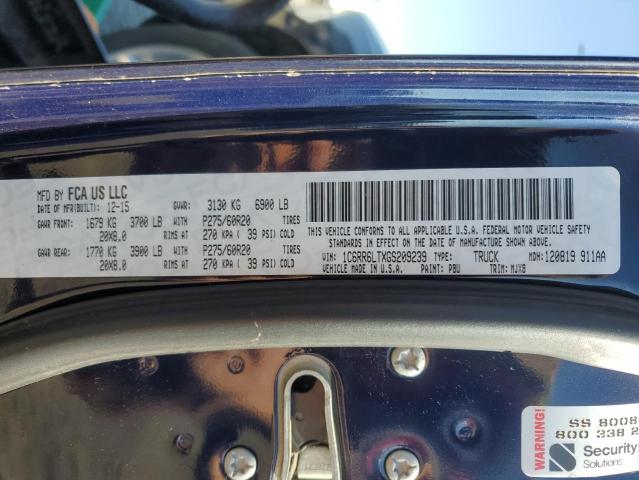 MFD BY FCA US LLC
DATE OF MFR(BUILT): 12-15 GVWR: 3130 KG 6900 LB
GAWR FRONT: 1679 KG 3700 LB WITH P275/60R20 TIRES
20X8.0 RIMS AT 270 KPA ( 39 PSI) COLD
GAWR REAR: 1770 KG 3900 LB WITH P275/60R20 TIRES
20X8.0 RIMS AT 270 KPA ( 39 PSI) COLD
THIS VEHICLE CONFORMS TO ALL APPLICABLE U.S.A. FEDERAL MOTOR VEHICLE SAFETY
STANDARDS IN EFFECT ON THE DATE OF MANUFACTURE SHOWN ABOVE.
VIN: 1C6RR6LTXGS209239 TYPE: TRUCK MDH: 120819 911AA
VEHICLE MADE IN U.S.A. PAINT: PBU TRIM: MJX8
WARNING!
SS 8008
800 338 2
Security
Solutions